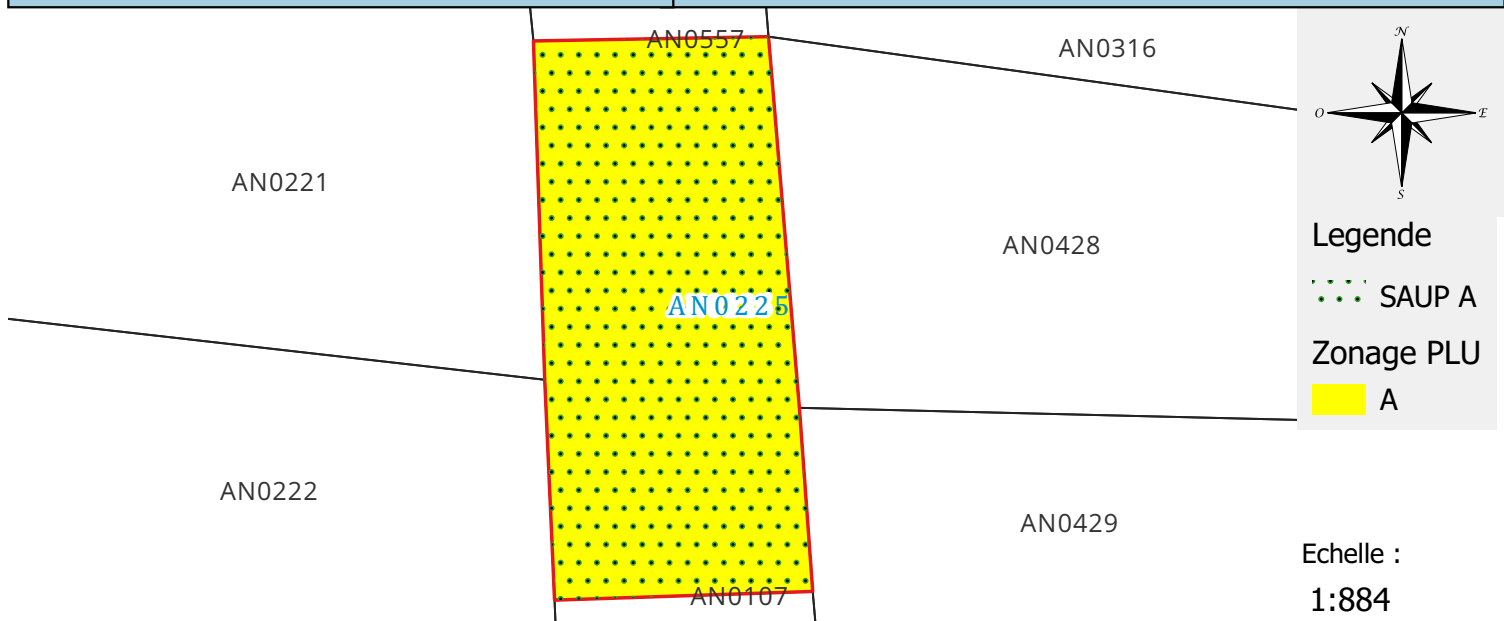 AN0557
AN0316
AN0221
AN0428
AN0225
AN0222
AN0429
AN0107
N
O
E
S
Legende
SAUP A
Zonage PLU
A
Echelle :
1:884